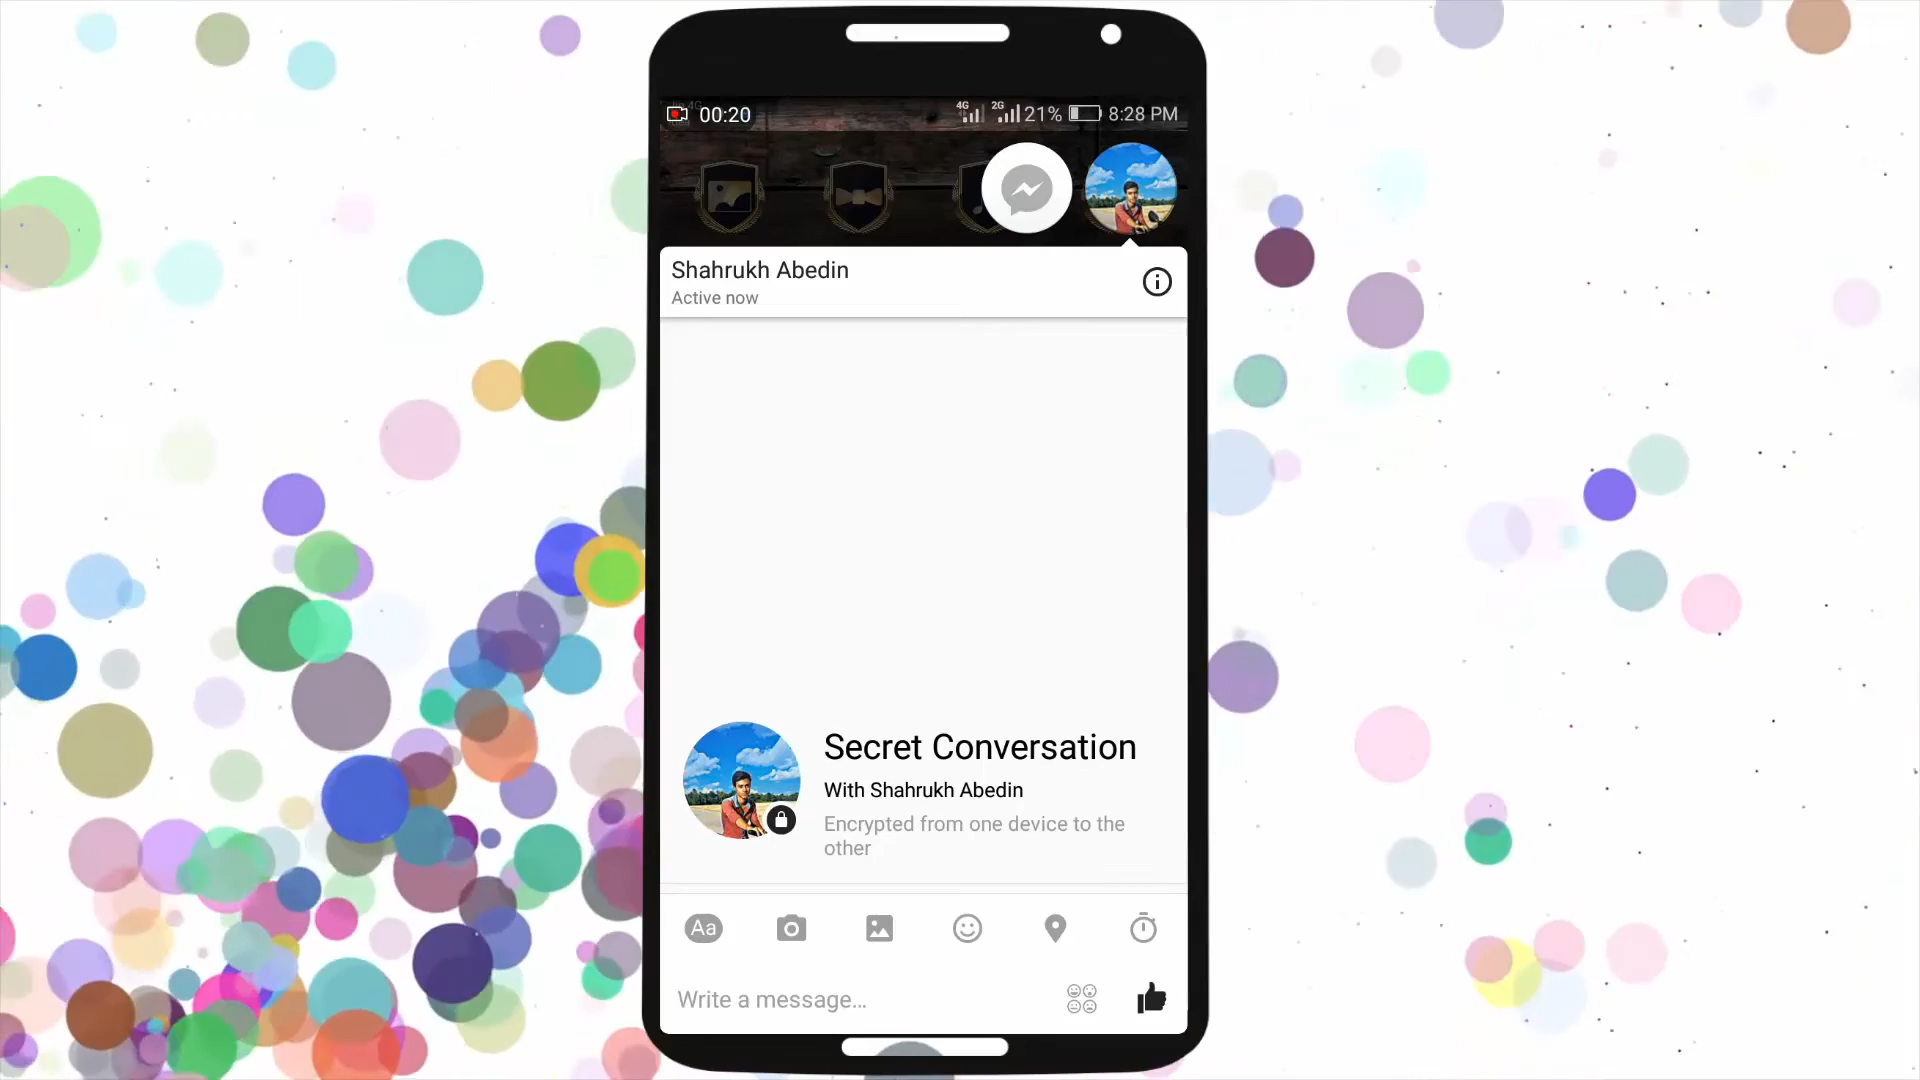 00:20
4G 2G 21% 8:28 PM
Shahrukh Abedin
Active now
Secret Conversation
With Shahrukh Abedin
Encrypted from one device to the
other
Aa
Write a message...